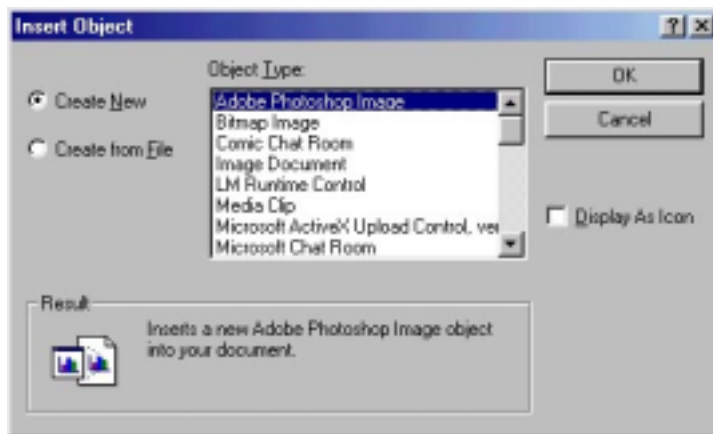 Insert Object
Object Type:
Create New
Create from File
Adobe Photoshop Image
Bitmap Image
Comic Chat Room
Image Document
LM Runtime Control
Media Clip
Microsoft ActiveX Upload Control, ver
Microsoft Chat Room
OK
Cancel
Display As Icon
Result
Inserts a new Adobe Photoshop Image object
into your document.